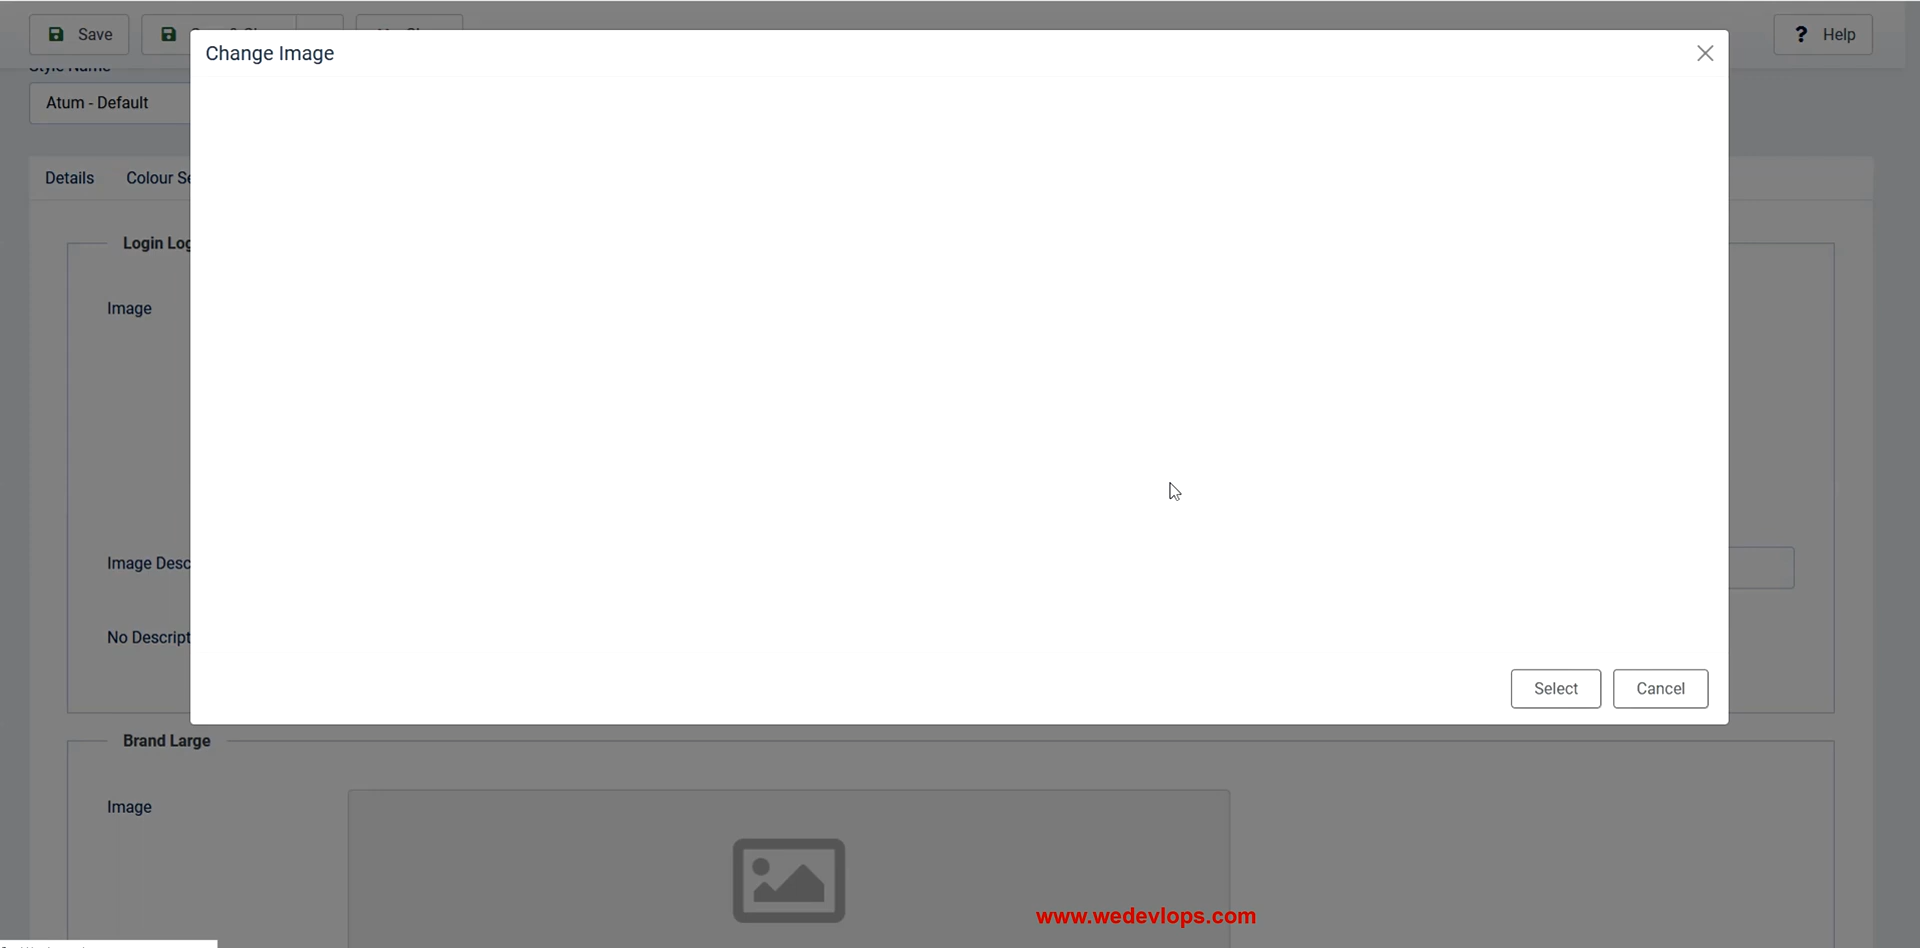 Save
Help
Change Image
Style Name
Atum - Default
Details
Colour Se
Login Log
Image
Image Desc
No Descript
Select
Cancel
Brand Large
Image
www.wedevlops.com